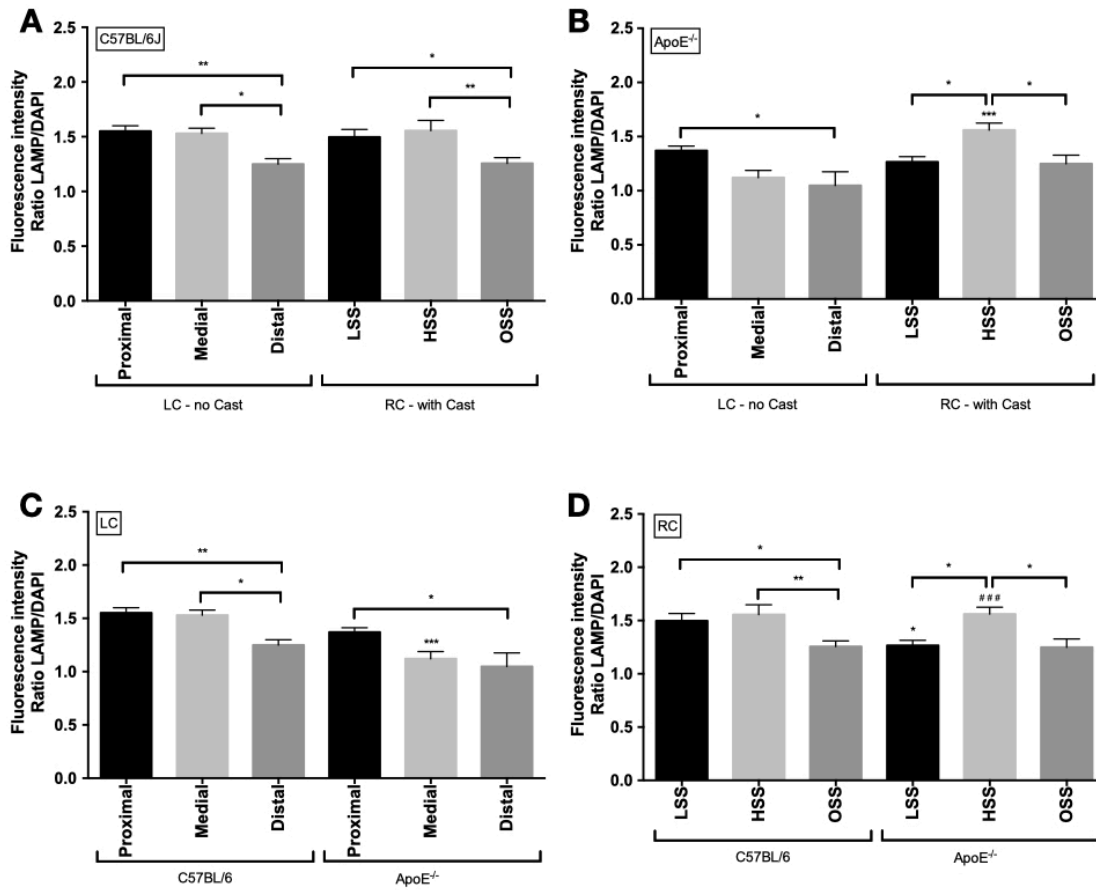 A
C57BL/6J
Fluorescence intensity
Ratio LAMP/DAPI
2.5
2.0
1.5
1.0
0.5
0.0
**
*
*
**
Proximal
Medial
Distal
LSS
HSS
OSS
LC - no Cast
RC - with Cast
B
ApoE-/-
Fluorescence intensity
Ratio LAMP/DAPI
2.5
2.0
1.5
1.0
0.5
0.0
*
*
*
***
Proximal
Medial
Distal
LSS
HSS
OSS
LC - no Cast
RC - with Cast
C
LC
Fluorescence intensity
Ratio LAMP/DAPI
2.5
2.0
1.5
1.0
0.5
0.0
**
*
*
***
Proximal
Medial
Distal
Proximal
Medial
Distal
C57BL/6
ApoE-/-
D
RC
Fluorescence intensity
Ratio LAMP/DAPI
2.5
2.0
1.5
1.0
0.5
0.0
*
**
*
*
###
*
LSS
HSS
OSS
LSS
HSS
OSS
C57BL/6
ApoE-/-